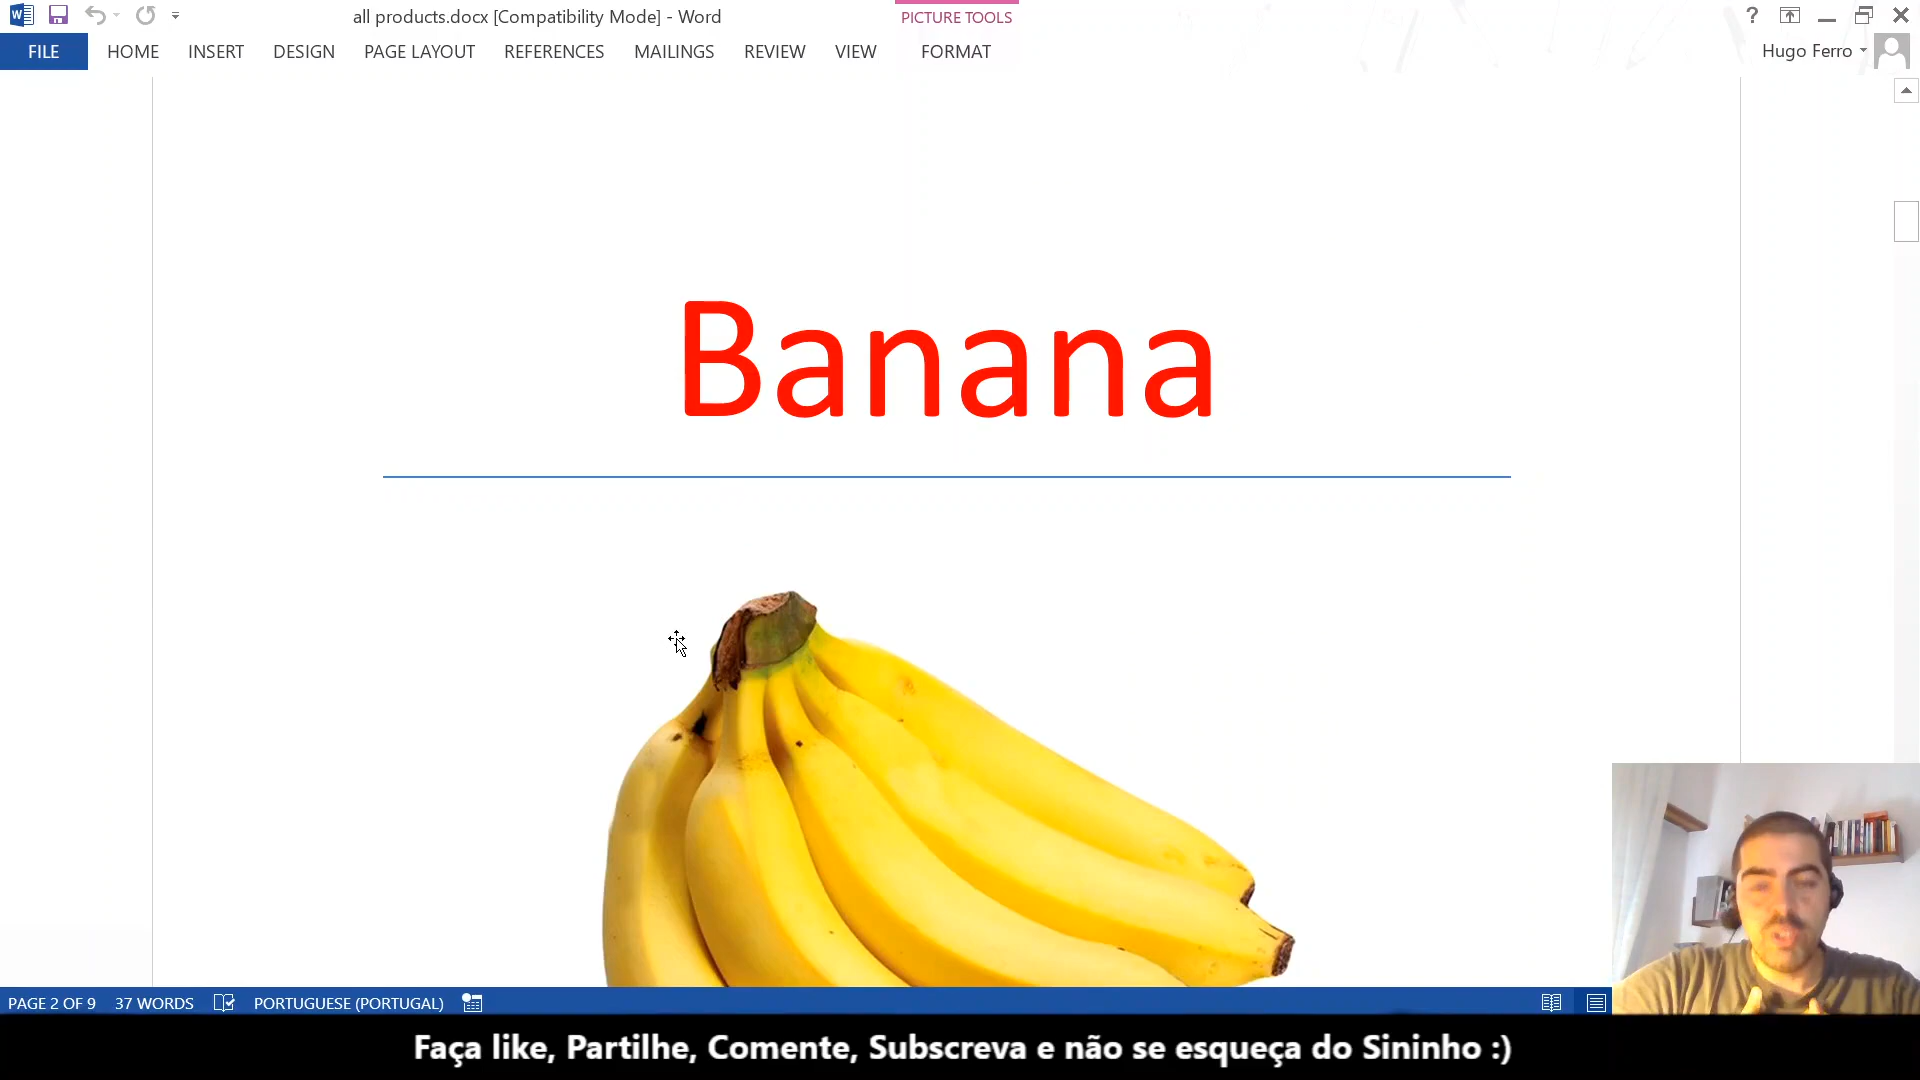 all products.docx [Compatibility Mode] - Word
PICTURE TOOLS
?
FILE
HOME
INSERT
DESIGN
PAGE LAYOUT
REFERENCES
MAILINGS
REVIEW
VIEW
FORMAT
Hugo Ferro
Banana
PAGE 2 OF 9
37 WORDS
PORTUGUESE (PORTUGAL)
Faça like, Partilhe, Comente, Subscreva e não se esqueça do Sininho :)